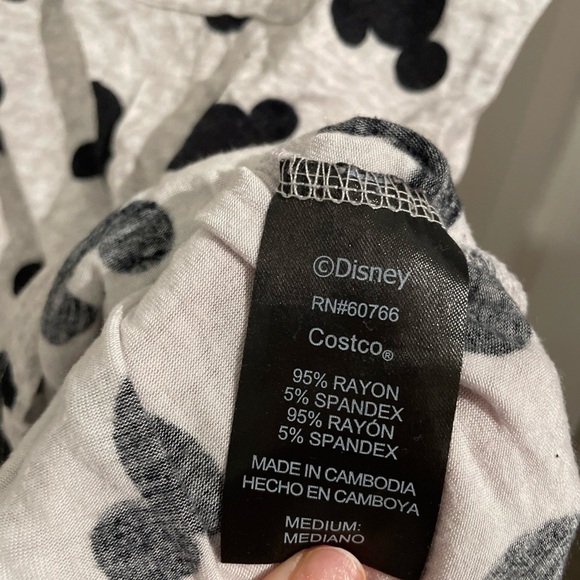 ©Disney
RN#60766
Costco®
95% RAYON
5% SPANDEX
95% RAYÓN
5% SPANDEX
MADE IN CAMBODIA
HECHO EN CAMBOYA
MEDIUM:
MEDIANO